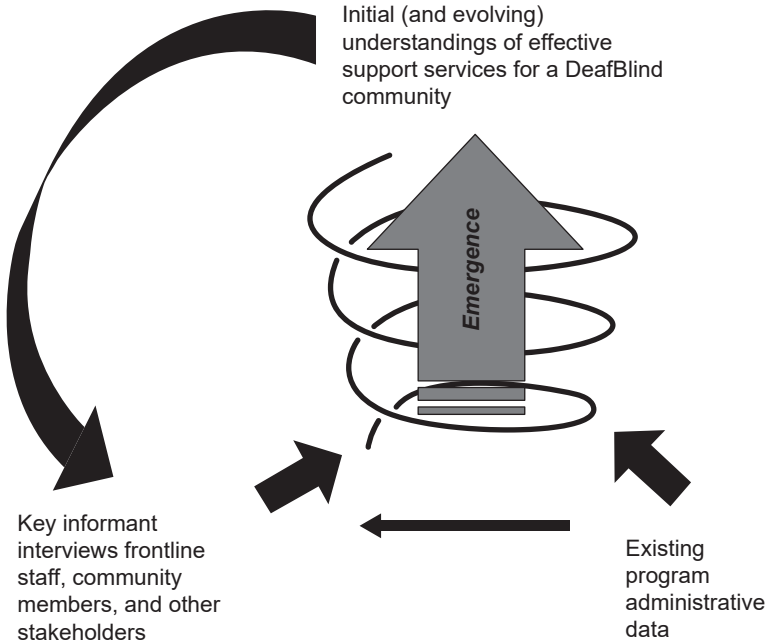 Initial (and evolving)
understandings of effective
support services for a DeafBlind
community
Emergence
Key informant
interviews frontline
staff, community
members, and other
stakeholders
Existing
program
administrative
data